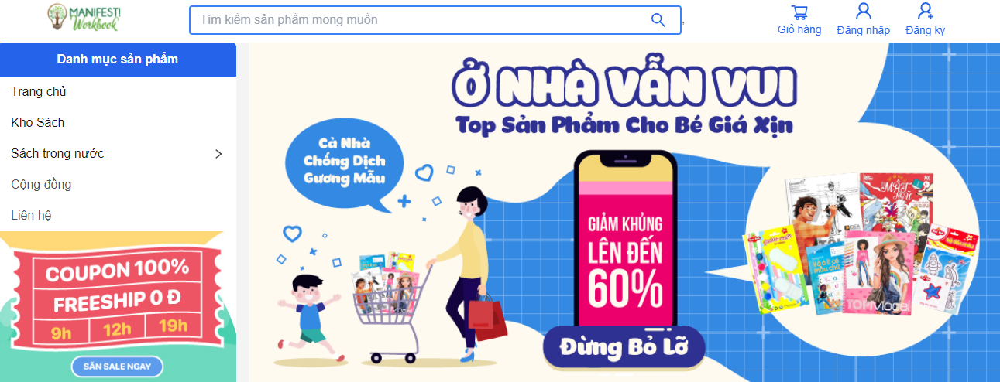 MANIFEST!
Workbook
Tìm kiếm sản phẩm mong muốn
,
Giỏ hàng
Đăng nhập
Đăng ký
Danh mục sản phẩm
Trang chủ
Kho Sách
Sách trong nước
Cộng đồng
Liên hệ
COUPON 100%
FREESHIP 0 Đ
9h 12h 19h
SĂN SALE NGAY
Ở NHÀ VẪN VUI
Top Sản Phẩm Cho Bé Giá Xịn
Cả Nhà
Chống Dịch
Gương Mẫu
GIẢM KHỦNG
LÊN ĐẾN
60%
Đừng Bỏ Lỡ
MẬT
NGỮ
TOPModel